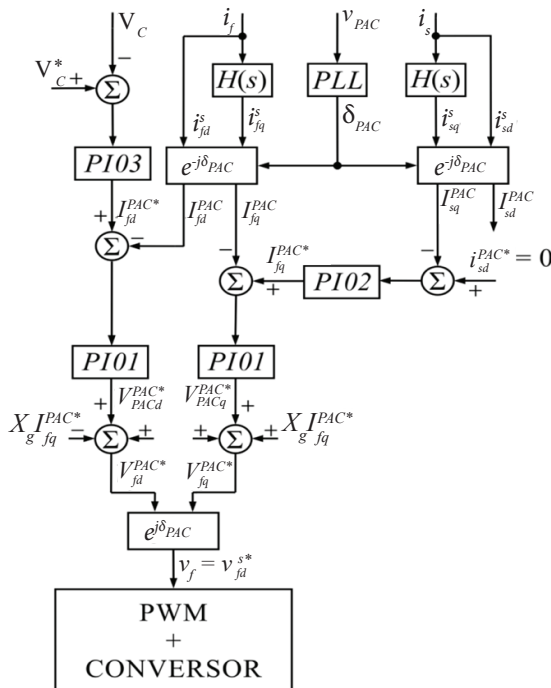 V_C i_f v_PAC i_s
V_C^* + − Σ
H(s) PLL H(s)
i_fd^s i_fq^s δ_PAC i_sq^s i_sd^s
PI03 e^{-jδ_PAC} e^{-jδ_PAC}
I_fd^{PAC*} I_fd^{PAC} I_fq^{PAC} I_sq^{PAC} I_sd^{PAC}
+ Σ − − I_fq^{PAC*} − i_sd^{PAC*} = 0
Σ + PI02 Σ +
PI01 PI01
V_PACd^{PAC*} V_PACq^{PAC*}
+ +
X_g I_fq^{PAC*} − Σ + + Σ + X_g I_fq^{PAC*}
V_fd^{PAC*} V_fq^{PAC*}
e^{jδ_PAC}
v_f = v_fd^{s*}
PWM
+
CONVERSOR